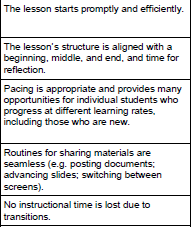 The lesson starts promptly and efficiently.
The lesson's structure is aligned with a
beginning, middle, and end, and time for
reflection.
Pacing is appropriate and provides many
opportunities for individual students who
progress at different learning rates,
including those who are new.
Routines for sharing materials are
seamless (e.g. posting documents;
advancing slides; switching between
screens).
No instructional time is lost due to
transitions.